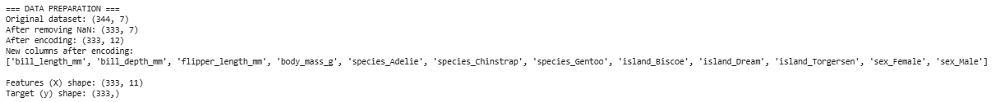 === DATA PREPARATION ===
Original dataset: (344, 7)
After removing NaN: (333, 7)
After encoding: (333, 12)
New columns after encoding:
['bill_length_mm', 'bill_depth_mm', 'flipper_length_mm', 'body_mass_g', 'species_Adelie', 'species_Chinstrap', 'species_Gentoo', 'island_Biscoe', 'island_Dream', 'island_Torgersen', 'sex_Female', 'sex_Male']
Features (X) shape: (333, 11)
Target (y) shape: (333,)